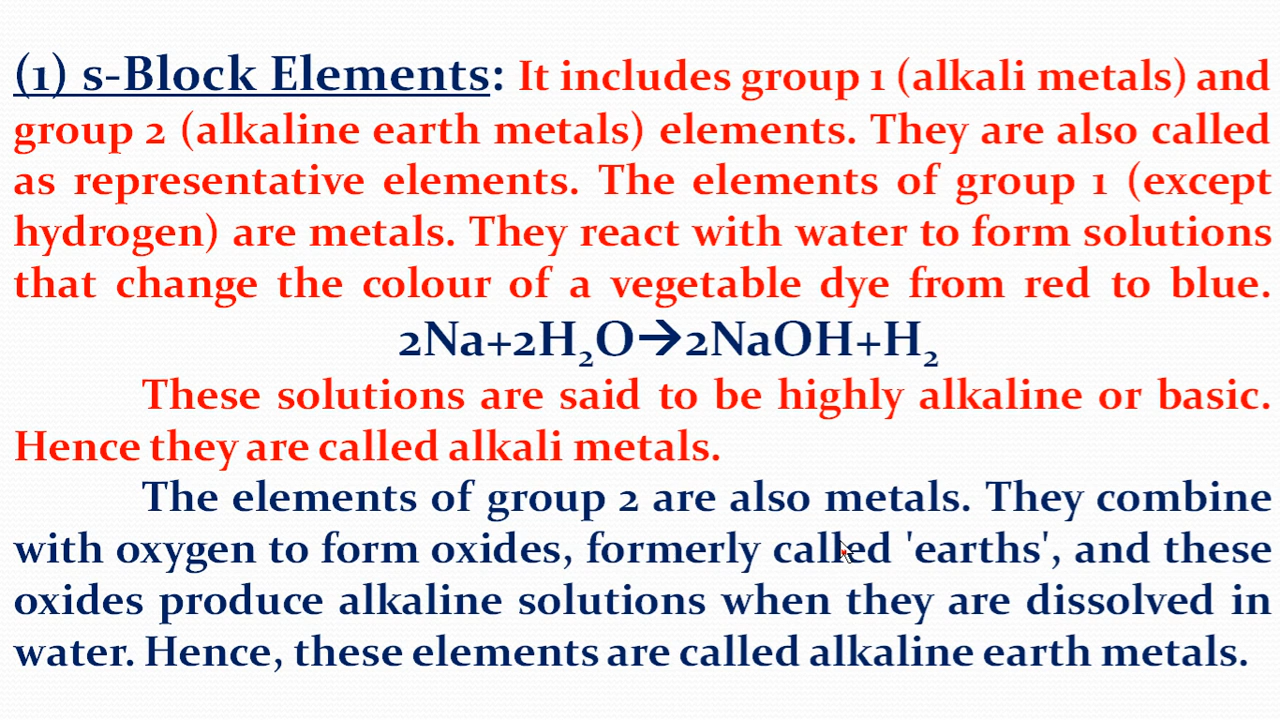 (1) s-Block Elements: It includes group 1 (alkali metals) and
group 2 (alkaline earth metals) elements. They are also called
as representative elements. The elements of group 1 (except
hydrogen) are metals. They react with water to form solutions
that change the colour of a vegetable dye from red to blue.
2Na+2H₂O→2NaOH+H₂
These solutions are said to be highly alkaline or basic.
Hence they are called alkali metals.
The elements of group 2 are also metals. They combine
with oxygen to form oxides, formerly called 'earths', and these
oxides produce alkaline solutions when they are dissolved in
water. Hence, these elements are called alkaline earth metals.